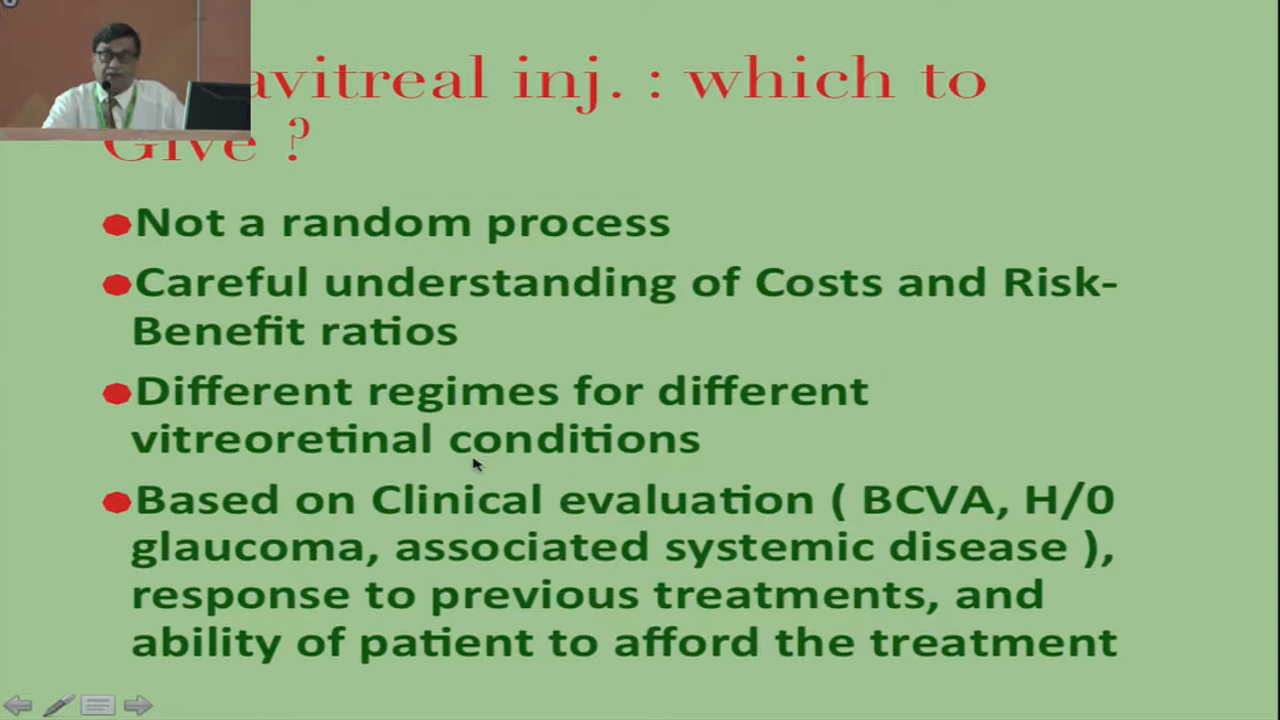 avitreal inj. : which to
Give ?
Not a random process
Careful understanding of Costs and Risk-
Benefit ratios
Different regimes for different
vitreoretinal conditions
Based on Clinical evaluation ( BCVA, H/0
glaucoma, associated systemic disease ),
response to previous treatments, and
ability of patient to afford the treatment